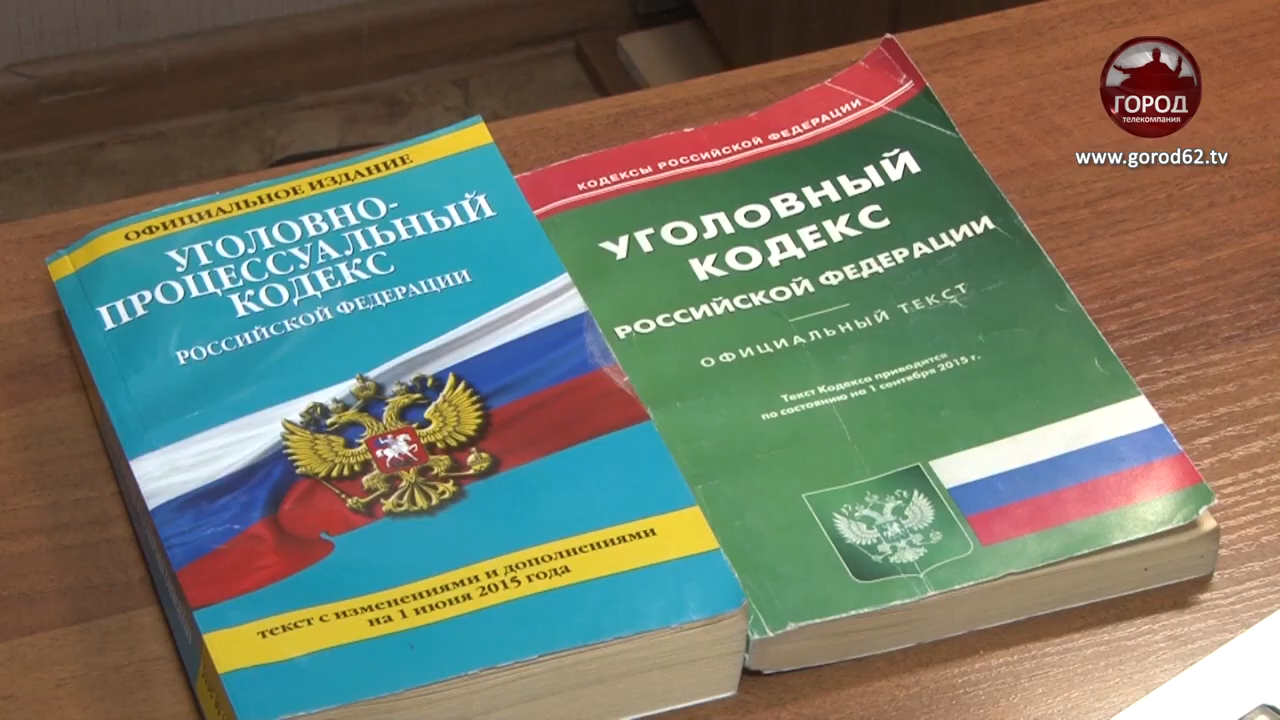 ОФИЦИАЛЬНОЕ ИЗДАНИЕ
УГОЛОВНО-
ПРОЦЕССУАЛЬНЫЙ
КОДЕКС
РОССИЙСКОЙ ФЕДЕРАЦИИ
текст с изменениями и дополнениями
на 1 июня 2015 года
КОДЕКСЫ РОССИЙСКОЙ ФЕДЕРАЦИИ
УГОЛОВНЫЙ
КОДЕКС
РОССИЙСКОЙ ФЕДЕРАЦИИ
ОФИЦИАЛЬНЫЙ ТЕКСТ
Текст Кодекса приводится
по состоянию на 1 сентября 2015 г.
ГОРОД
телекомпания
www.gorod62.tv